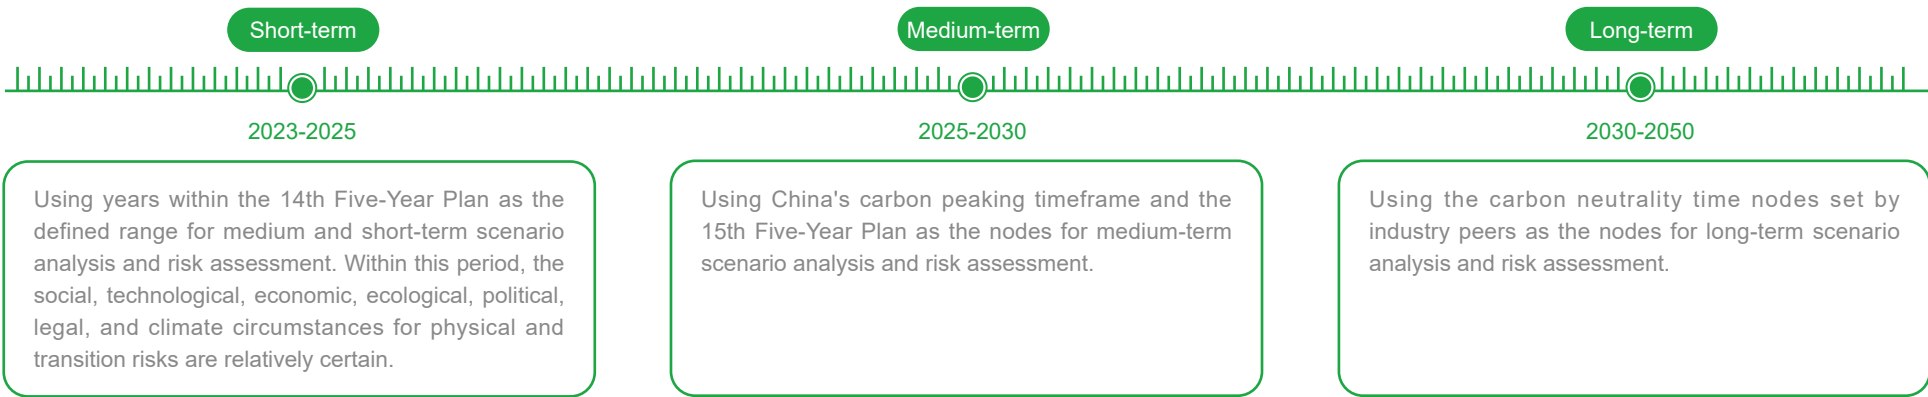 Short-term
Medium-term
Long-term
2023-2025
2025-2030
2030-2050
Using years within the 14th Five-Year Plan as the
defined range for medium and short-term scenario
analysis and risk assessment. Within this period, the
social, technological, economic, ecological, political,
legal, and climate circumstances for physical and
transition risks are relatively certain.
Using China's carbon peaking timeframe and the
15th Five-Year Plan as the nodes for medium-term
scenario analysis and risk assessment.
Using the carbon neutrality time nodes set by
industry peers as the nodes for long-term scenario
analysis and risk assessment.